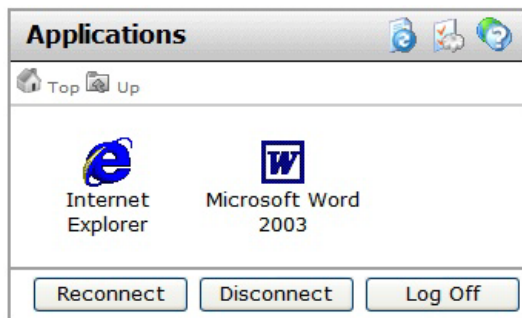 Applications
Top Up
Internet Explorer
Microsoft Word 2003
Reconnect Disconnect Log Off